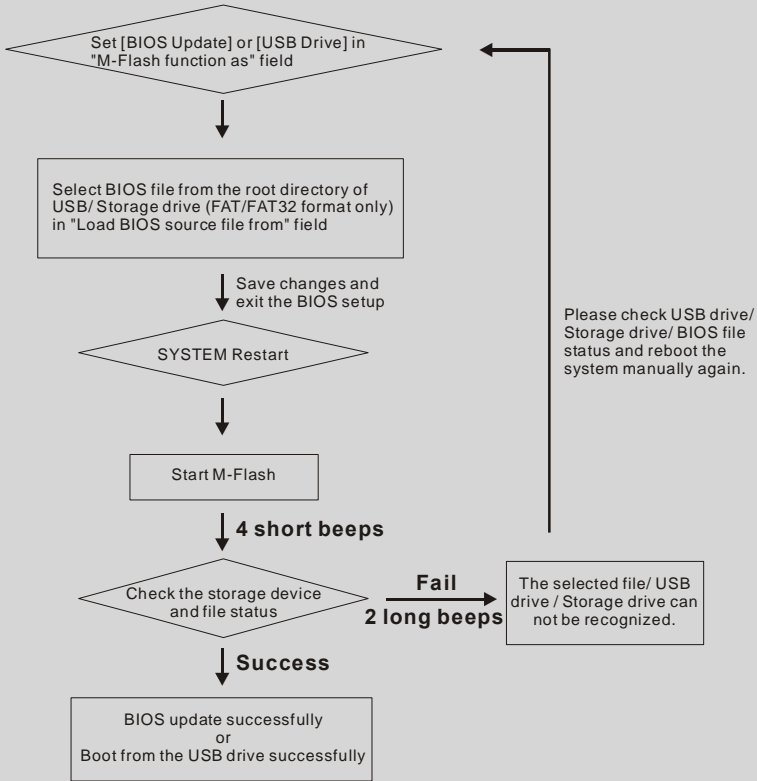 Set [BIOS Update] or [USB Drive] in
"M-Flash function as" field
Select BIOS file from the root directory of
USB/ Storage drive (FAT/FAT32 format only)
in "Load BIOS source file from" field
Save changes and
exit the BIOS setup
SYSTEM Restart
Start M-Flash
4 short beeps
Check the storage device
and file status
Fail
2 long beeps
The selected file/ USB
drive / Storage drive can
not be recognized.
Please check USB drive/
Storage drive/ BIOS file
status and reboot the
system manually again.
Success
BIOS update successfully
or
Boot from the USB drive successfully